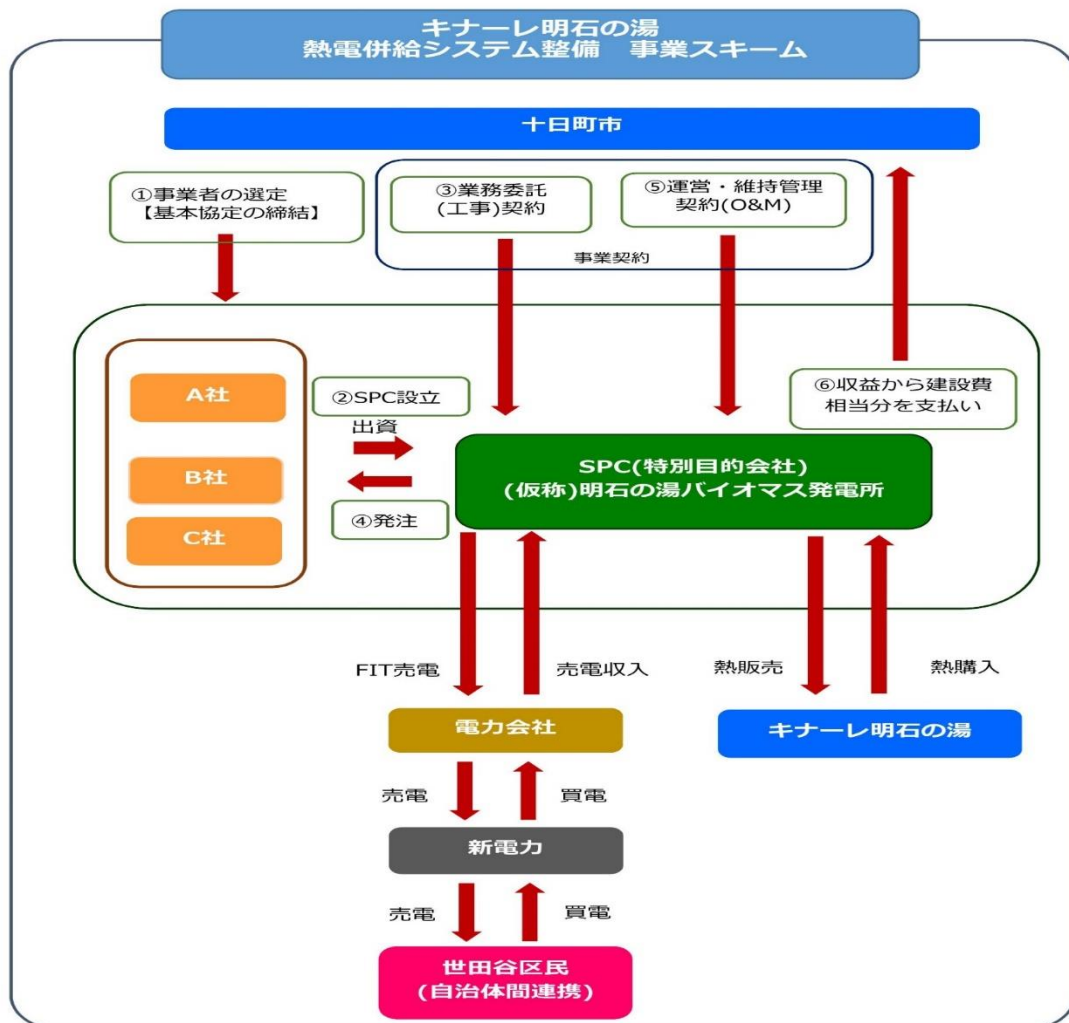 キナーレ明石の湯
熱電併給システム整備 事業スキーム
十日町市
①事業者の選定
【基本協定の締結】
③業務委託
(工事)契約
⑤運営・維持管理
契約(O&M)
事業契約
A社
B社
C社
②SPC設立
出資
④発注
⑥収益から建設費
相当分を支払い
SPC(特別目的会社)
(仮称)明石の湯バイオマス発電所
FIT売電
売電収入
熱販売
熱購入
電力会社
キナーレ明石の湯
売電
買電
新電力
売電
買電
世田谷区民
(自治体間連携)